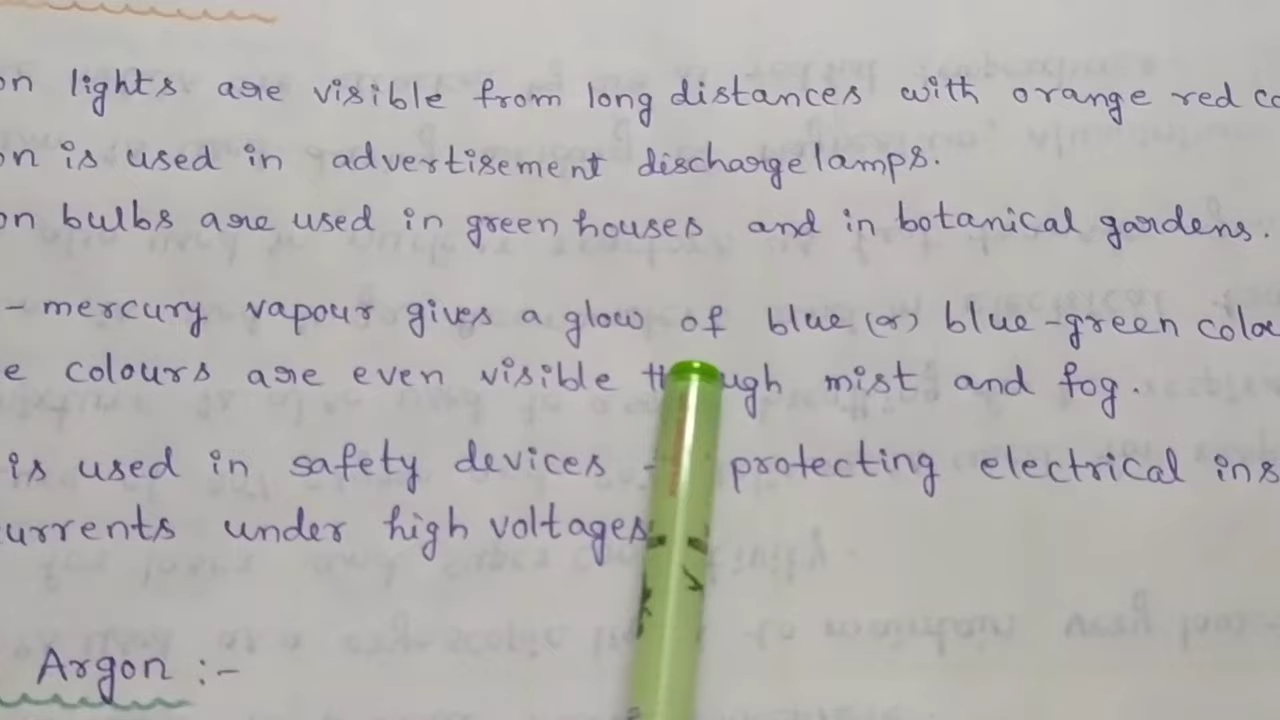 on lights are visible from long distances with orange red co
on is used in advertisement discharge lamps.
on bulbs are used in green houses and in botanical gardens.
- mercury vapour gives a glow of blue (or) blue-green colo
e colours are even visible th ugh mist and fog.
is used in safety devices protecting electrical ins
urrents under high voltages
Argon :-